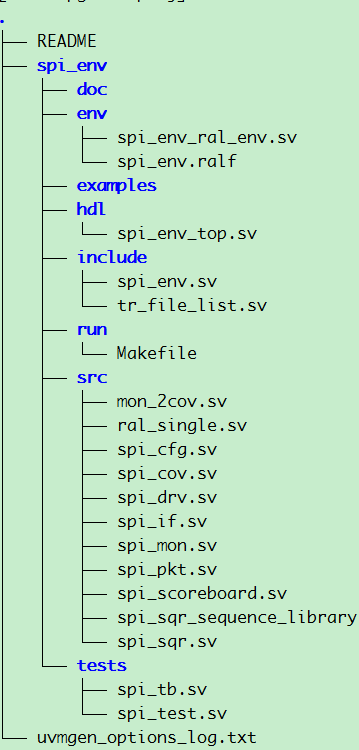 .
README
spi_env
doc
env
spi_env_ral_env.sv
spi_env.ralf
examples
hdl
spi_env_top.sv
include
spi_env.sv
tr_file_list.sv
run
Makefile
src
mon_2cov.sv
ral_single.sv
spi_cfg.sv
spi_cov.sv
spi_drv.sv
spi_if.sv
spi_mon.sv
spi_pkt.sv
spi_scoreboard.sv
spi_sqr_sequence_library
spi_sqr.sv
tests
spi_tb.sv
spi_test.sv
uvmgen_options_log.txt